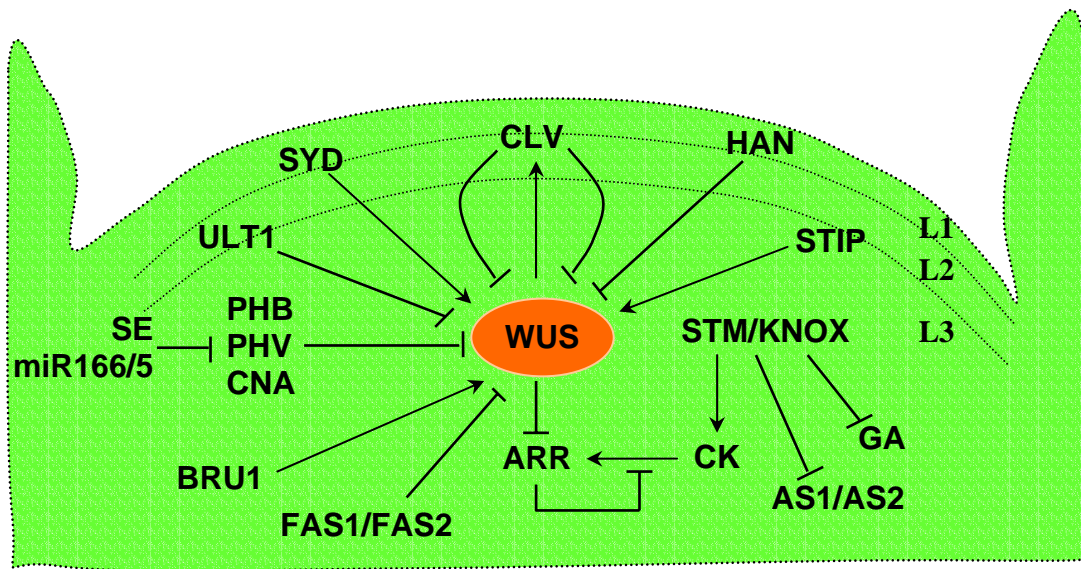 CLV
HAN
SYD
L1
ULT1
STIP
L2
PHB
SE
PHV
miR166/5
CNA
WUS
STM/KNOX
L3
GA
ARR
CK
BRU1
AS1/AS2
FAS1/FAS2